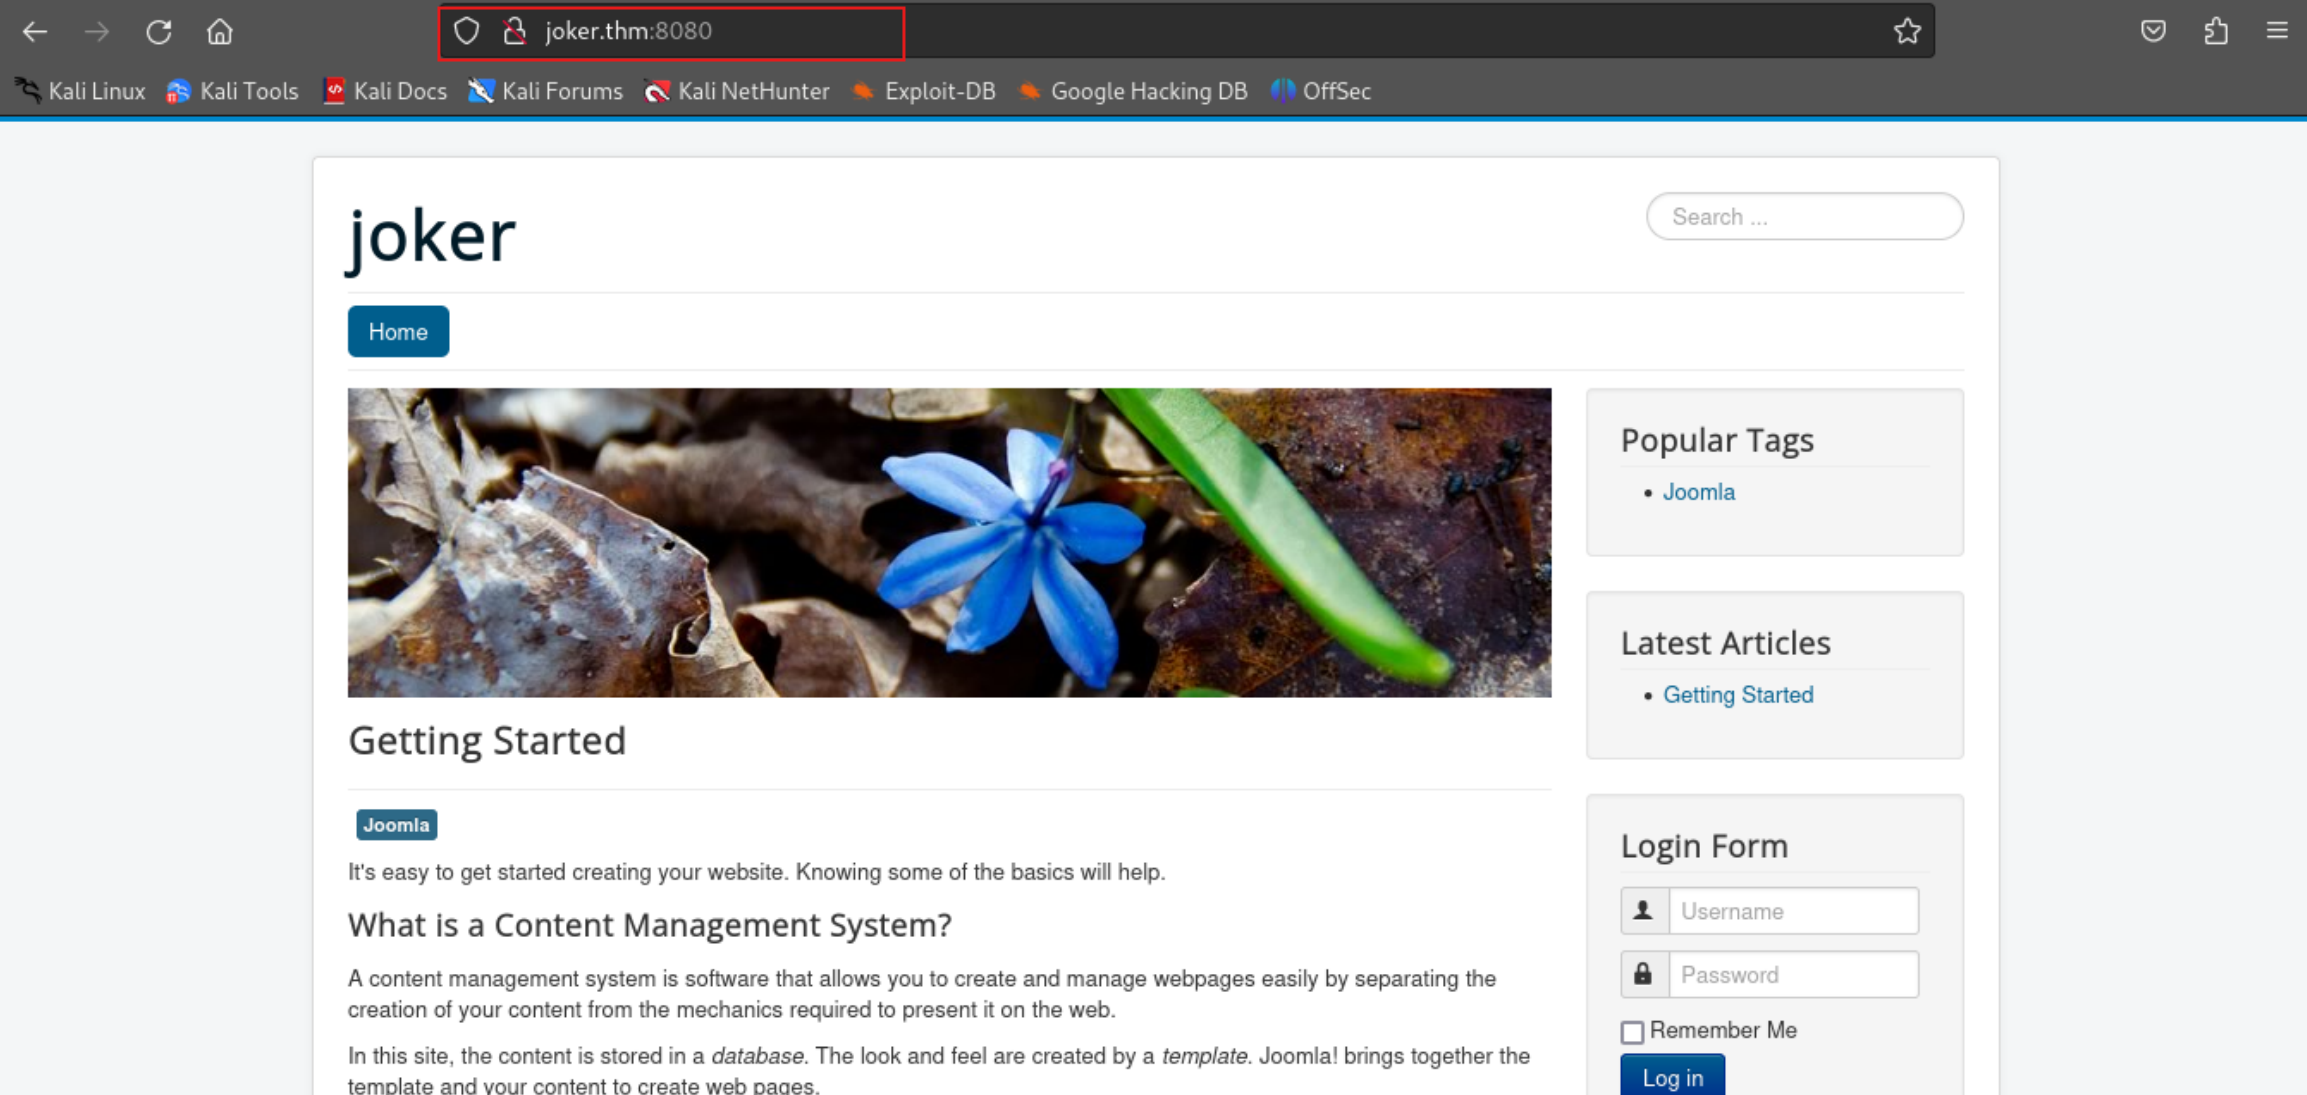 joker.thm:8080
Kali Linux Kali Tools Kali Docs Kali Forums Kali NetHunter Exploit-DB Google Hacking DB OffSec
joker
Search ...
Home
Popular Tags
Joomla
Latest Articles
Getting Started
Getting Started
Joomla
It's easy to get started creating your website. Knowing some of the basics will help.
What is a Content Management System?
A content management system is software that allows you to create and manage webpages easily by separating the
creation of your content from the mechanics required to present it on the web.
In this site, the content is stored in a database. The look and feel are created by a template. Joomla! brings together the
template and your content to create web pages.
Login Form
Username
Password
Remember Me
Log in